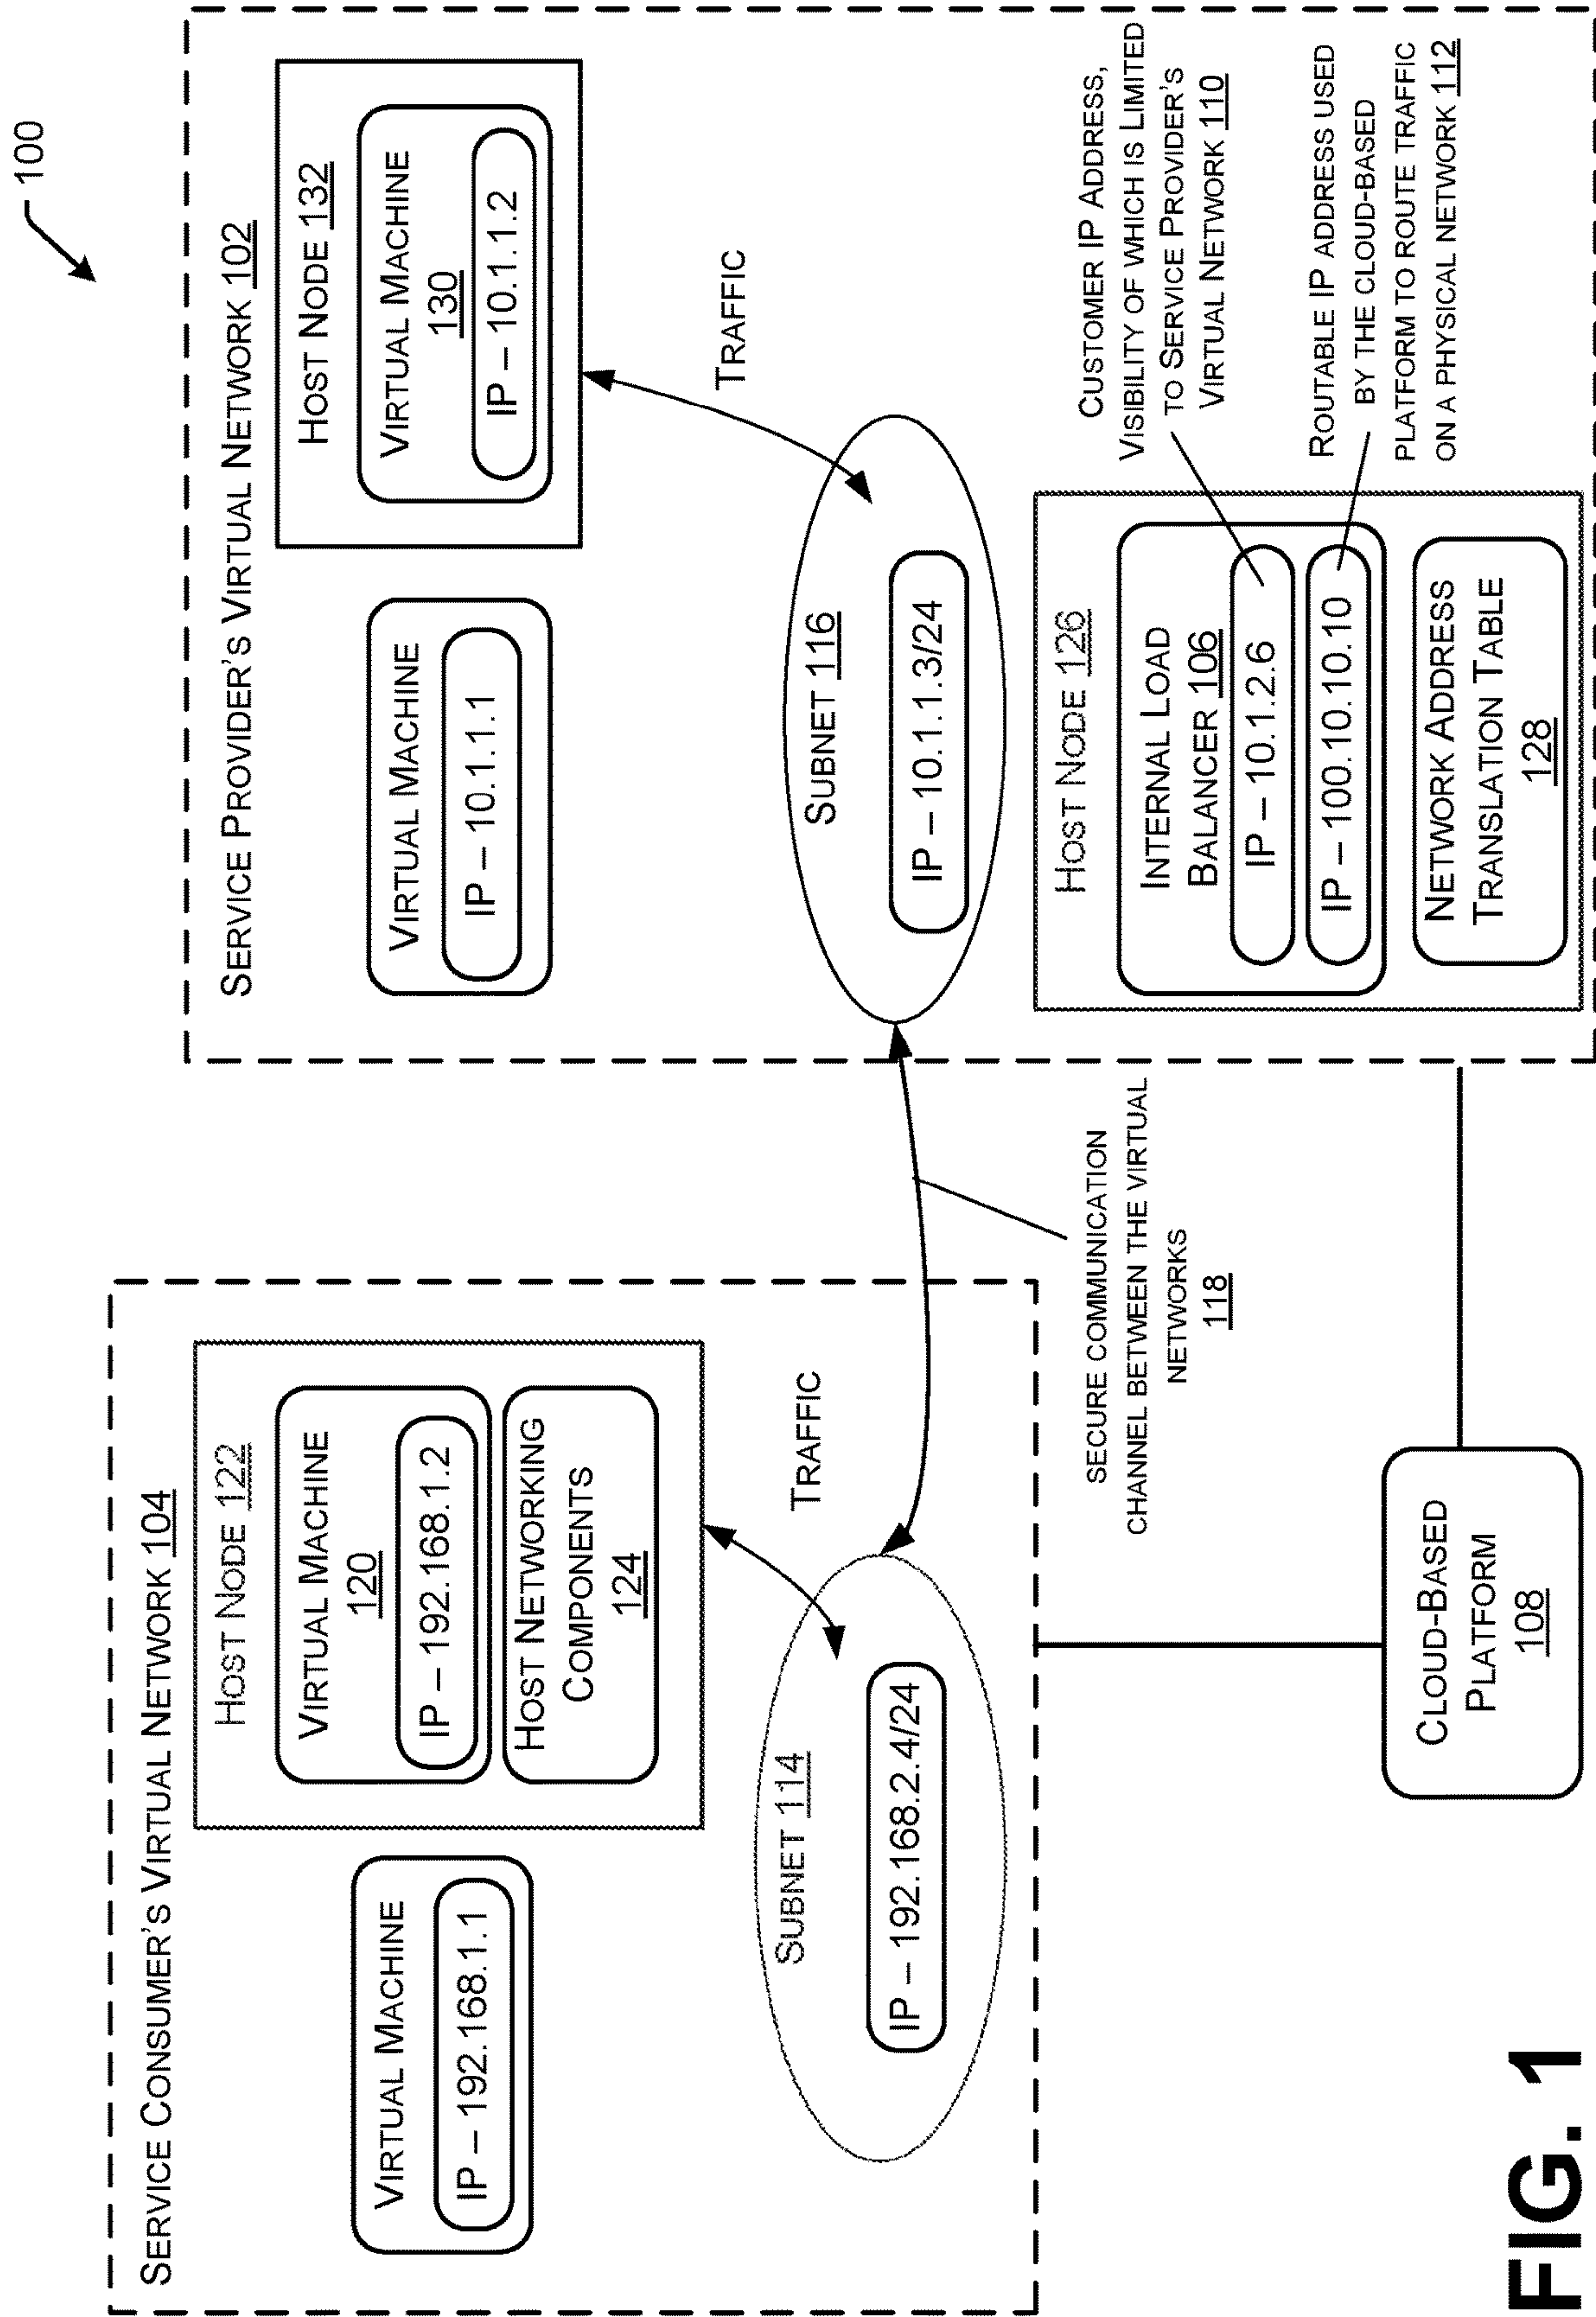 100
SERVICE CONSUMER'S VIRTUAL NETWORK 104
VIRTUAL MACHINE
IP – 192.168.1.1
HOST NODE 122
VIRTUAL MACHINE
120
IP – 192.168.1.2
HOST NETWORKING
COMPONENTS
124
TRAFFIC
SUBNET 114
IP – 192.168.2.4/24
SERVICE PROVIDER'S VIRTUAL NETWORK 102
VIRTUAL MACHINE
IP – 10.1.1.1
HOST NODE 132
VIRTUAL MACHINE
130
IP – 10.1.1.2
TRAFFIC
SUBNET 116
IP – 10.1.1.3/24
SECURE COMMUNICATION
CHANNEL BETWEEN THE VIRTUAL
NETWORKS
118
HOST NODE 126
INTERNAL LOAD
BALANCER 106
IP – 10.1.2.6
IP – 100.10.10.10
NETWORK ADDRESS
TRANSLATION TABLE
128
CUSTOMER IP ADDRESS,
VISIBILITY OF WHICH IS LIMITED
TO SERVICE PROVIDER'S
VIRTUAL NETWORK 110
ROUTABLE IP ADDRESS USED
BY THE CLOUD-BASED
PLATFORM TO ROUTE TRAFFIC
ON A PHYSICAL NETWORK 112
CLOUD-BASED
PLATFORM
108
FIG. 1